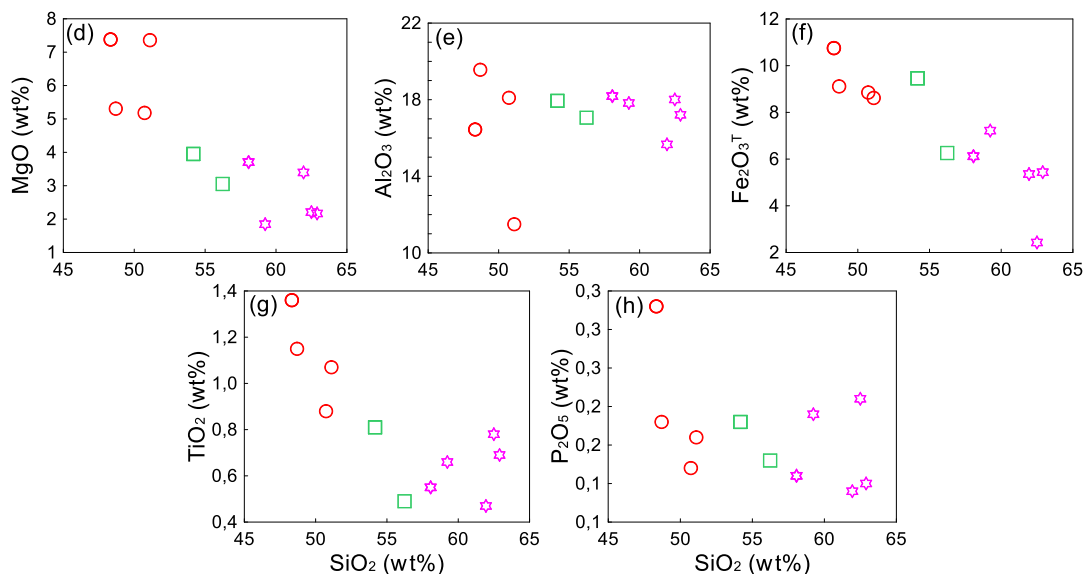 (d)
MgO (wt%)
8
7
6
5
4
3
2
1
45 50 55 60 65
(e)
Al₂O₃ (wt%)
22
18
14
10
45 50 55 60 65
(f)
Fe₂O₃ᵀ (wt%)
12
10
8
6
4
2
45 50 55 60 65
(g)
TiO₂ (wt%)
1,4
1,2
1,0
0,8
0,6
0,4
45 50 55 60 65
SiO₂ (wt%)
(h)
P₂O₅ (wt%)
0,3
0,3
0,3
0,2
0,2
0,1
0,1
45 50 55 60 65
SiO₂ (wt%)